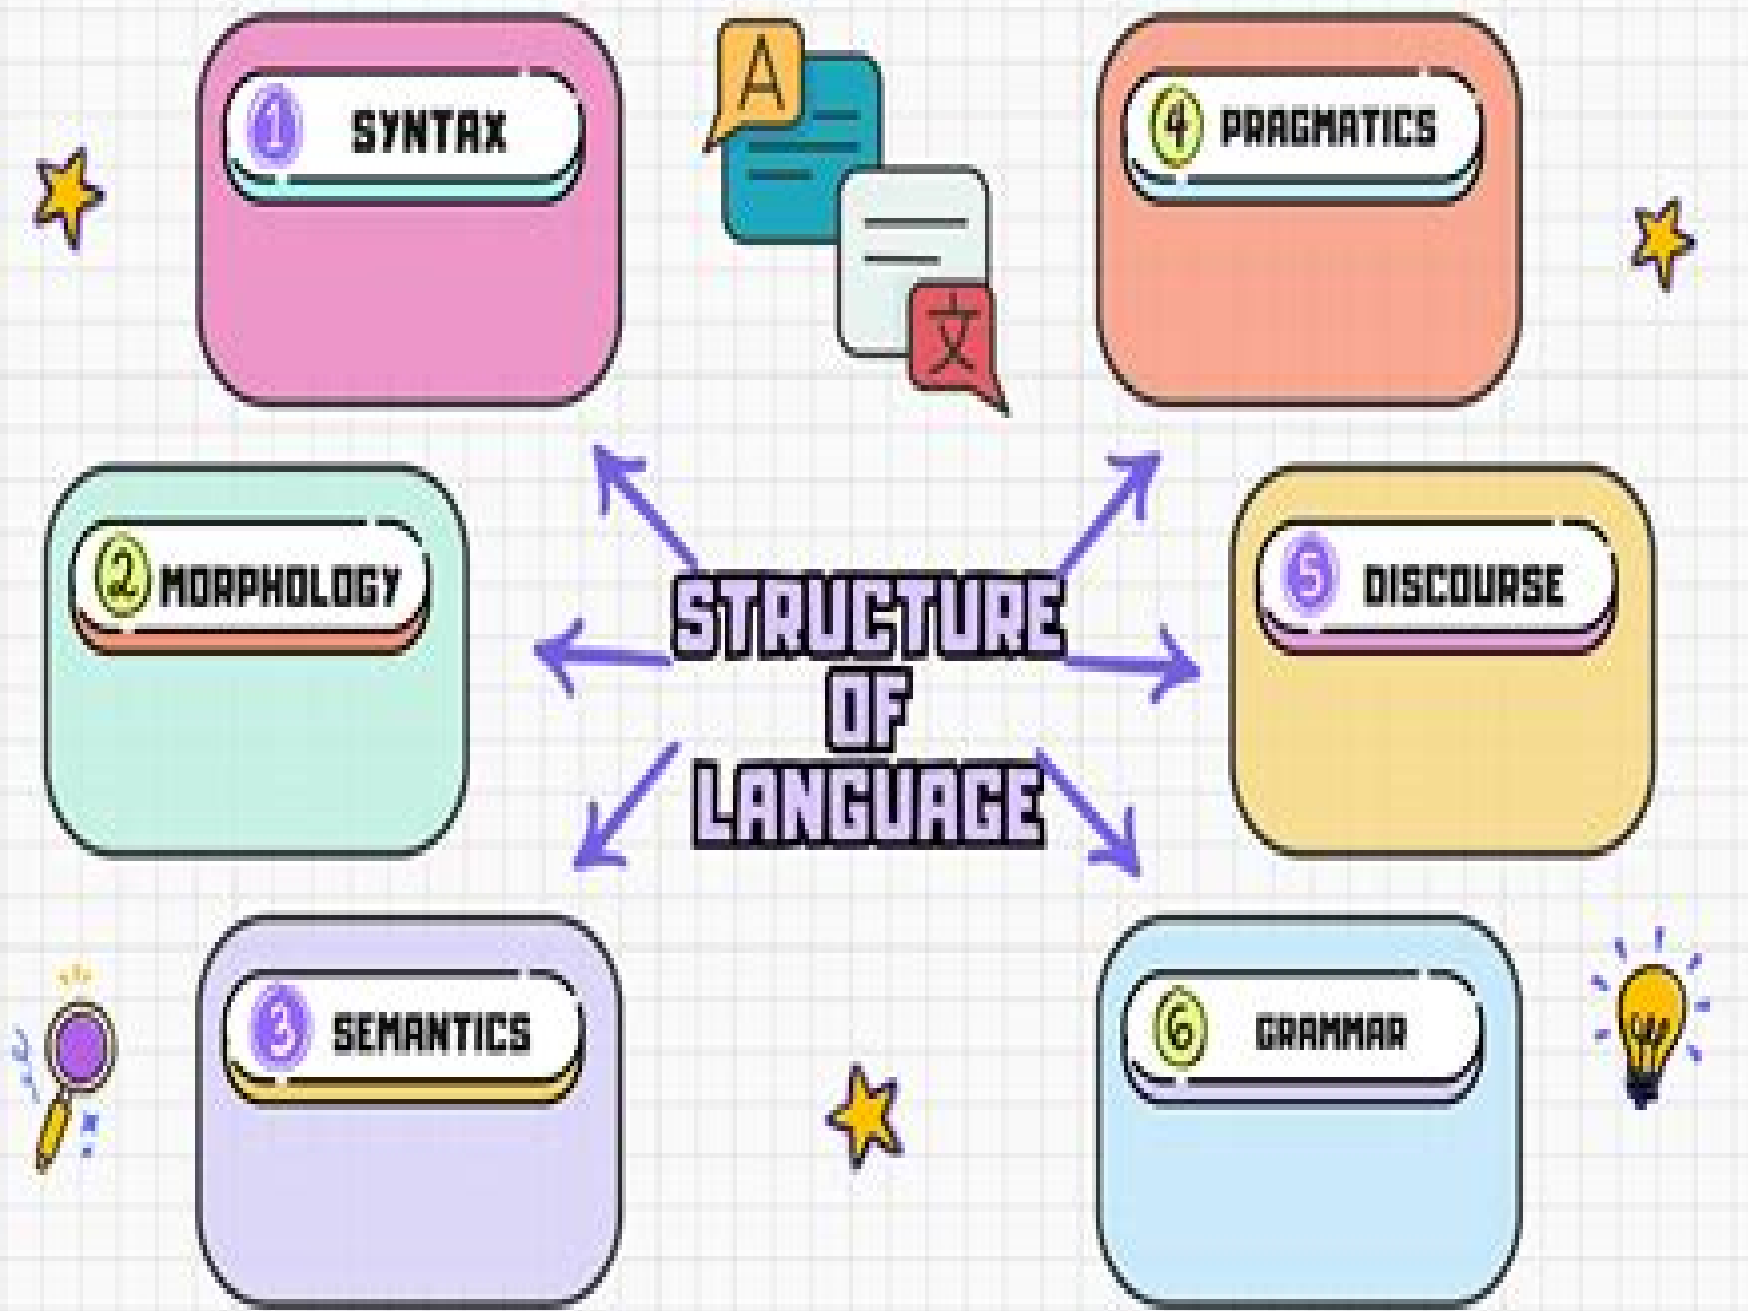 1 SYNTAX
A
文
4 PRAGMATICS
2 MORPHOLOGY
STRUCTURE
OF
LANGUAGE
5 DISCOURSE
3 SEMANTICS
6 GRAMMAR